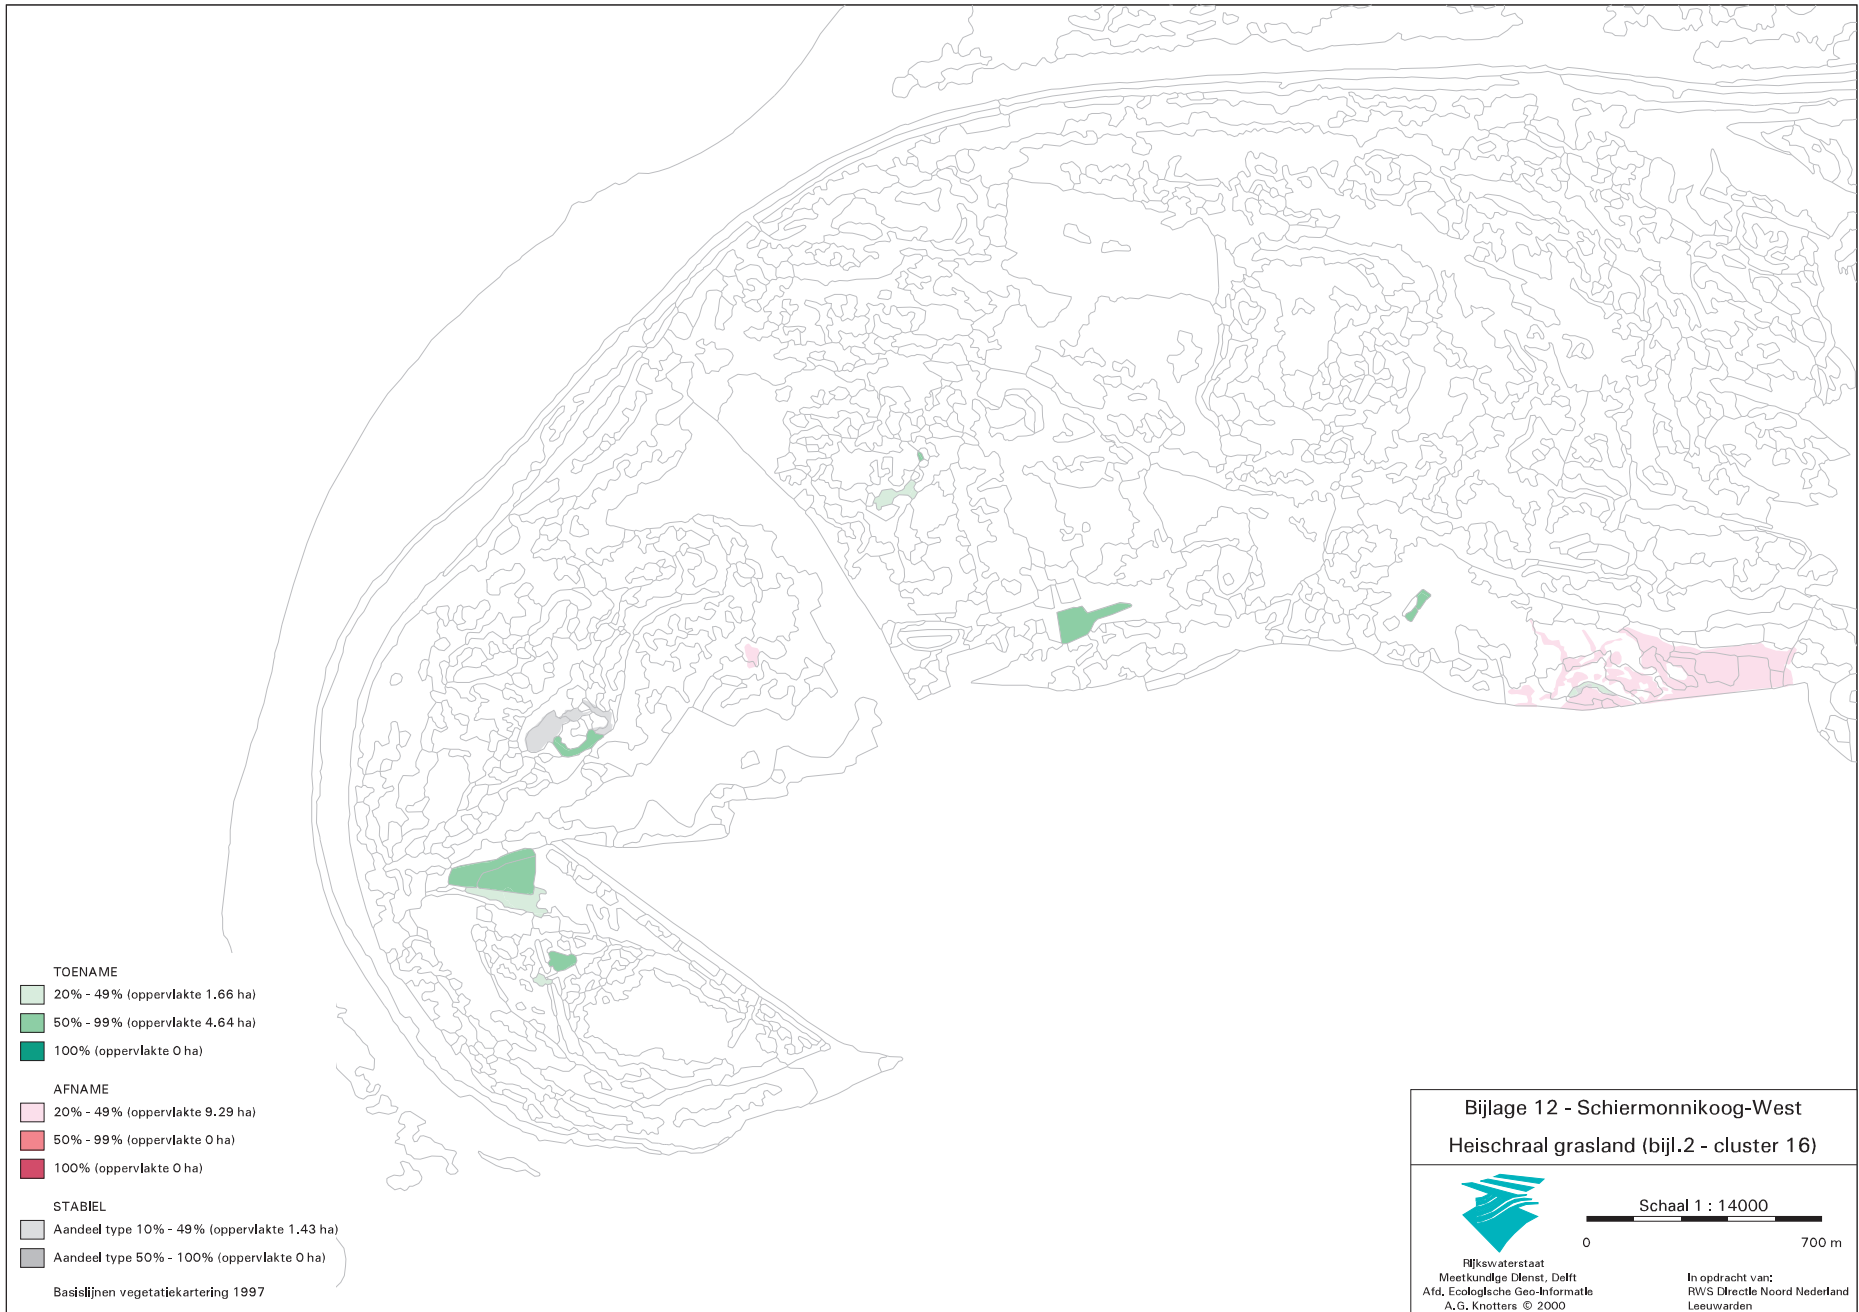 TOENAME
20% - 49% (oppervlakte 1.66 ha)
50% - 99% (oppervlakte 4.64 ha)
100% (oppervlakte 0 ha)
AFNAME
20% - 49% (oppervlakte 9.29 ha)
50% - 99% (oppervlakte 0 ha)
100% (oppervlakte 0 ha)
STABIEL
Aandeel type 10% - 49% (oppervlakte 1.43 ha)
Aandeel type 50% - 100% (oppervlakte 0 ha)
Basislijnen vegetatiekartering 1997
Bijlage 12 - Schiermonnikoog-West
Heischraal grasland (bijl.2 - cluster 16)
Schaal 1 : 14000
0 700 m
Rijkswaterstaat
Meetkundige Dienst, Delft
Afd. Ecologische Geo-Informatie
A.G. Knotters © 2000
In opdracht van:
RWS Directie Noord Nederland
Leeuwarden